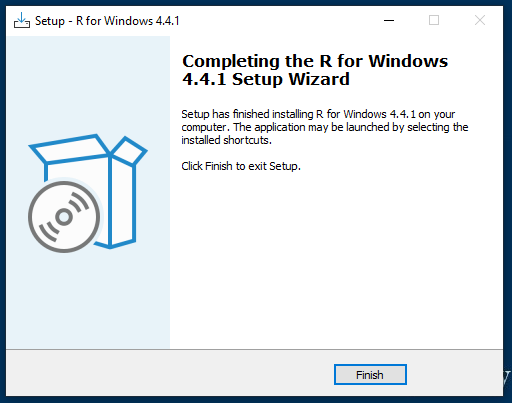 Setup - R for Windows 4.4.1
Completing the R for Windows
4.4.1 Setup Wizard
Setup has finished installing R for Windows 4.4.1 on your
computer. The application may be launched by selecting the
installed shortcuts.
Click Finish to exit Setup.
Finish